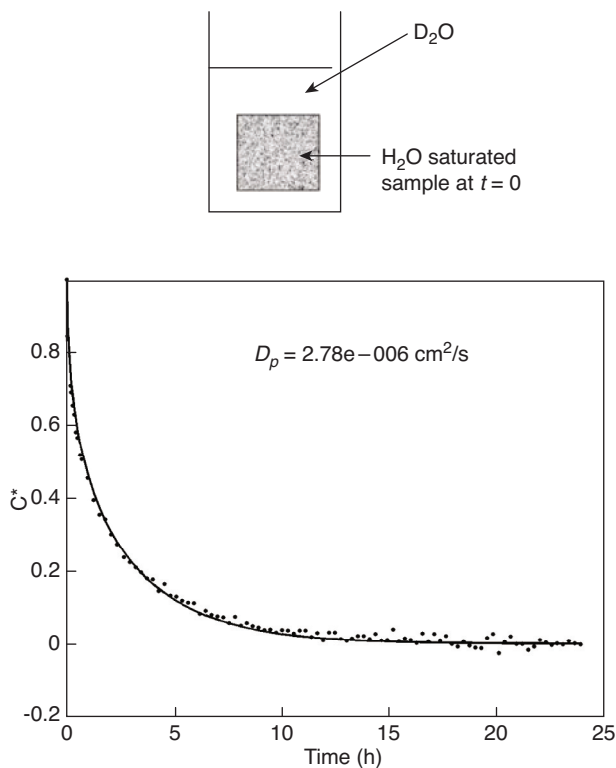 D₂O
H₂O saturated
sample at t = 0
Dₚ = 2.78e−006 cm²/s
C*
0.8
0.6
0.4
0.2
0
-0.2
0 5 10 15 20 25
Time (h)